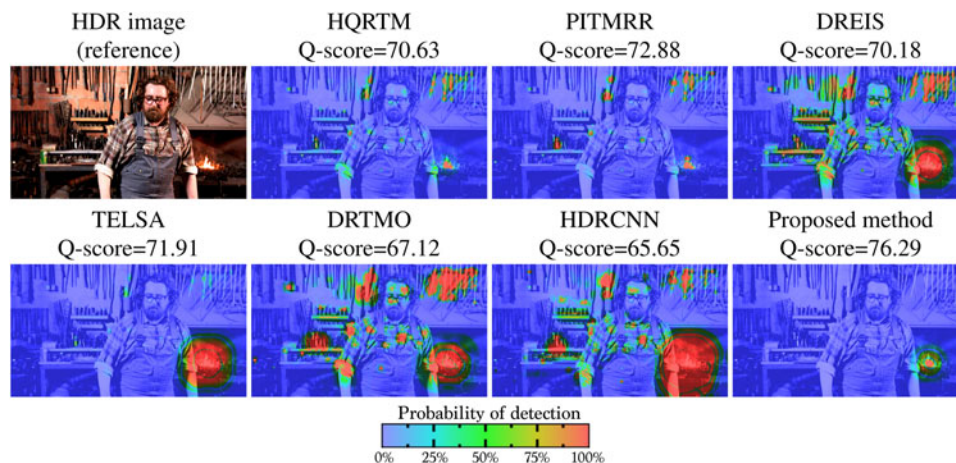 HDR image
(reference)
HQRTM
Q-score=70.63
PITMRR
Q-score=72.88
DREIS
Q-score=70.18
TELSA
Q-score=71.91
DRTMO
Q-score=67.12
HDRCNN
Q-score=65.65
Proposed method
Q-score=76.29
Probability of detection
0% 25% 50% 75% 100%